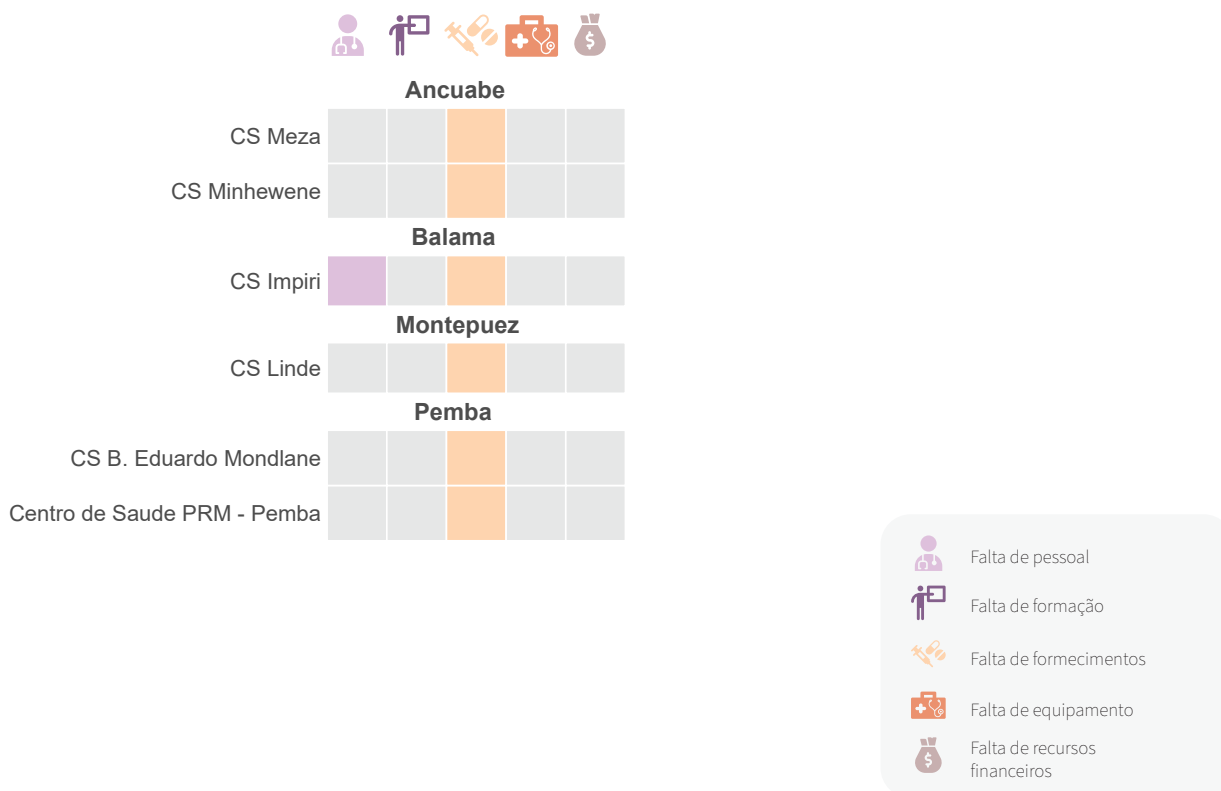 Ancuabe
CS Meza
CS Minhewene
Balama
CS Impiri
Montepuez
CS Linde
Pemba
CS B. Eduardo Mondlane
Centro de Saude PRM - Pemba
Falta de pessoal
Falta de formação
Falta de formecimentos
Falta de equipamento
Falta de recursos
financeiros